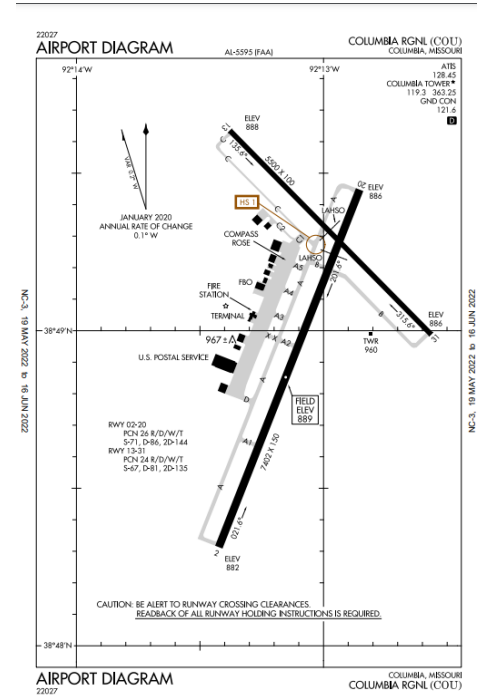 22027
AIRPORT DIAGRAM
AL-5595 (FAA)
COLUMBIA RGNL (COU)
COLUMBIA, MISSOURI
92°14'W
92°13'W
ATIS
128.45
COLUMBIA TOWER★
119.3 363.25
GND CON
121.6
D
ELEV
888
13
135.6°
5500 X 100
C
C
20
ELEV
886
A
LAHSO
HS 1
VAR 0.2° W
JANUARY 2020
ANNUAL RATE OF CHANGE
0.1° W
C
C2
C1
COMPASS
ROSE
LAHSO
B
201.6°
A5
A
FBO
A4
FIRE
STATION
TERMINAL
A3
B
315.6°
ELEV
886
31
38°49'N
967±
X X A2
TWR
960
U.S. POSTAL SERVICE
A
D
FIELD
ELEV
889
RWY 02-20
PCN 26 R/D/W/T
S-71, D-86, 2D-144
RWY 13-31
PCN 24 R/D/W/T
S-67, D-81, 2D-135
A1
7402 X 150
A
021.6°
2
ELEV
882
CAUTION: BE ALERT TO RUNWAY CROSSING CLEARANCES.
READBACK OF ALL RUNWAY HOLDING INSTRUCTIONS IS REQUIRED.
38°48'N
NC-3, 19 MAY 2022 to 16 JUN 2022
NC-3, 19 MAY 2022 to 16 JUN 2022
AIRPORT DIAGRAM
22027
COLUMBIA, MISSOURI
COLUMBIA RGNL (COU)